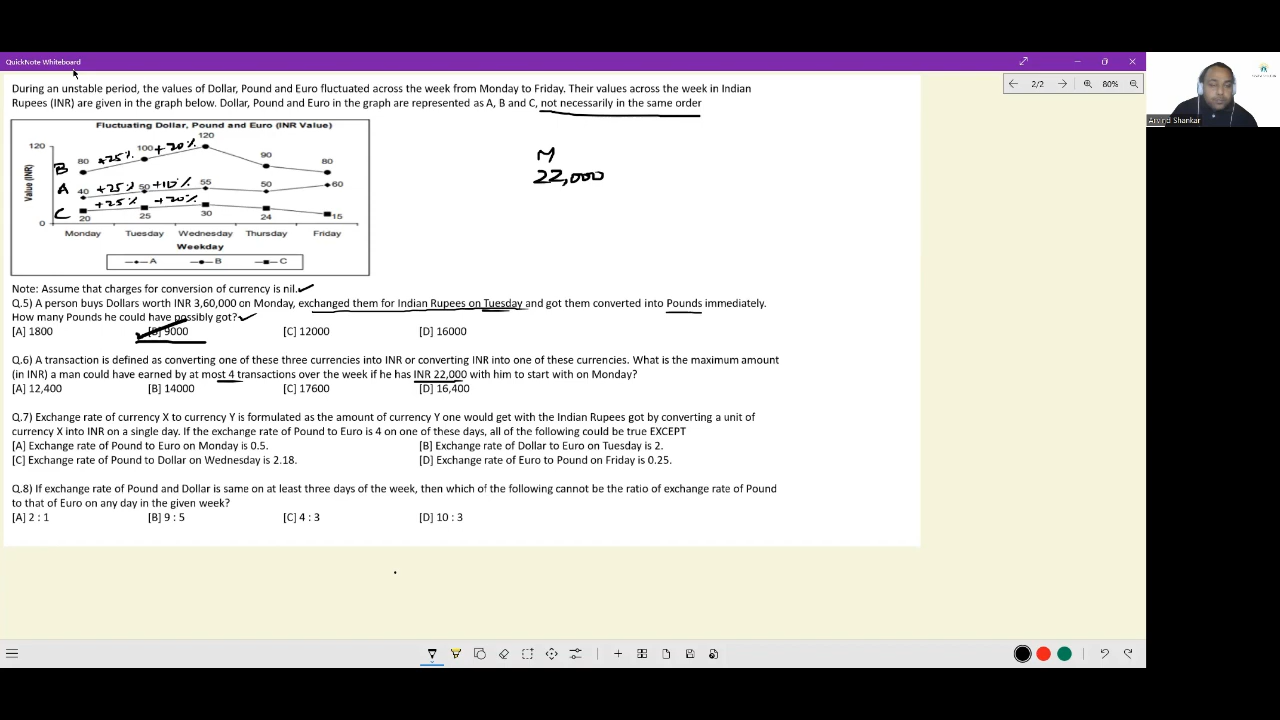 QuickNote Whiteboard
2/2
80%
Arvind Shankar
During an unstable period, the values of Dollar, Pound and Euro fluctuated across the week from Monday to Friday. Their values across the week in Indian
Rupees (INR) are given in the graph below. Dollar, Pound and Euro in the graph are represented as A, B and C, not necessarily in the same order
Fluctuating Dollar, Pound and Euro (INR Value)
120
120
B 80 +25% 100 +20% 90 80
Value (INR)
A 40 +25% 50 +10% 55 50 60
C 20 +25% 25 +20% 30 24 15
0
Monday Tuesday Wednesday Thursday Friday
Weekday
A B C
M
22,000
Note: Assume that charges for conversion of currency is nil.
Q.5) A person buys Dollars worth INR 3,60,000 on Monday, exchanged them for Indian Rupees on Tuesday and got them converted into Pounds immediately.
How many Pounds he could have possibly got?
[A] 1800 [B] 9000 [C] 12000 [D] 16000
Q.6) A transaction is defined as converting one of these three currencies into INR or converting INR into one of these currencies. What is the maximum amount
(in INR) a man could have earned by at most 4 transactions over the week if he has INR 22,000 with him to start with on Monday?
[A] 12,400 [B] 14000 [C] 17600 [D] 16,400
Q.7) Exchange rate of currency X to currency Y is formulated as the amount of currency Y one would get with the Indian Rupees got by converting a unit of
currency X into INR on a single day. If the exchange rate of Pound to Euro is 4 on one of these days, all of the following could be true EXCEPT
[A] Exchange rate of Pound to Euro on Monday is 0.5. [B] Exchange rate of Dollar to Euro on Tuesday is 2.
[C] Exchange rate of Pound to Dollar on Wednesday is 2.18. [D] Exchange rate of Euro to Pound on Friday is 0.25.
Q.8) If exchange rate of Pound and Dollar is same on at least three days of the week, then which of the following cannot be the ratio of exchange rate of Pound
to that of Euro on any day in the given week?
[A] 2 : 1 [B] 9 : 5 [C] 4 : 3 [D] 10 : 3